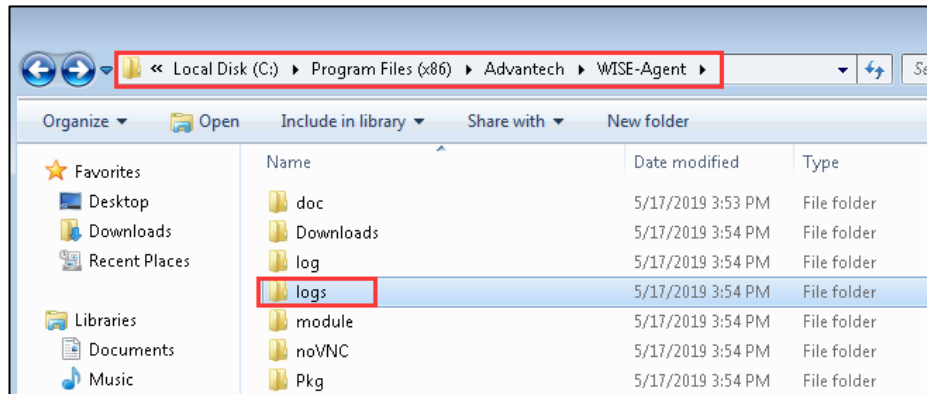 « Local Disk (C:) ▸ Program Files (x86) ▸ Advantech ▸ WISE-Agent ▸
Organize Open Include in library Share with New folder
Name Date modified Type
Favorites
Desktop
Downloads
Recent Places
Libraries
Documents
Music
doc 5/17/2019 3:53 PM File folder
Downloads 5/17/2019 3:54 PM File folder
log 5/17/2019 3:54 PM File folder
logs 5/17/2019 3:54 PM File folder
module 5/17/2019 3:54 PM File folder
noVNC 5/17/2019 3:54 PM File folder
Pkg 5/17/2019 3:54 PM File folder